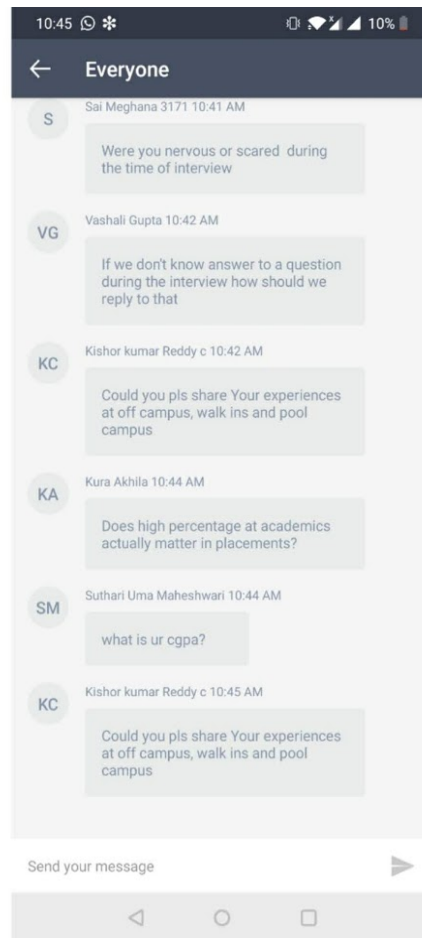 10:45 10%
Everyone
S
Sai Meghana 3171 10:41 AM
Were you nervous or scared during
the time of interview
VG
Vashali Gupta 10:42 AM
If we don't know answer to a question
during the interview how should we
reply to that
KC
Kishor kumar Reddy c 10:42 AM
Could you pls share Your experiences
at off campus, walk ins and pool
campus
KA
Kura Akhila 10:44 AM
Does high percentage at academics
actually matter in placements?
SM
Suthari Uma Maheshwari 10:44 AM
what is ur cgpa?
KC
Kishor kumar Reddy c 10:45 AM
Could you pls share Your experiences
at off campus, walk ins and pool
campus
Send your message